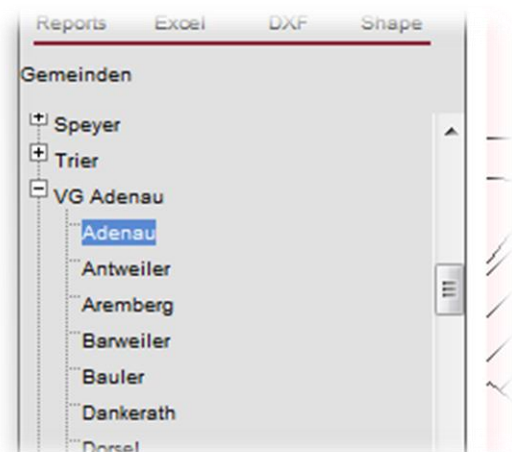 Reports Excel DXF Shape
Gemeinden
Speyer
Trier
VG Adenau
Adenau
Antweiler
Aremberg
Barweiler
Bauler
Dankerath
Dorsel